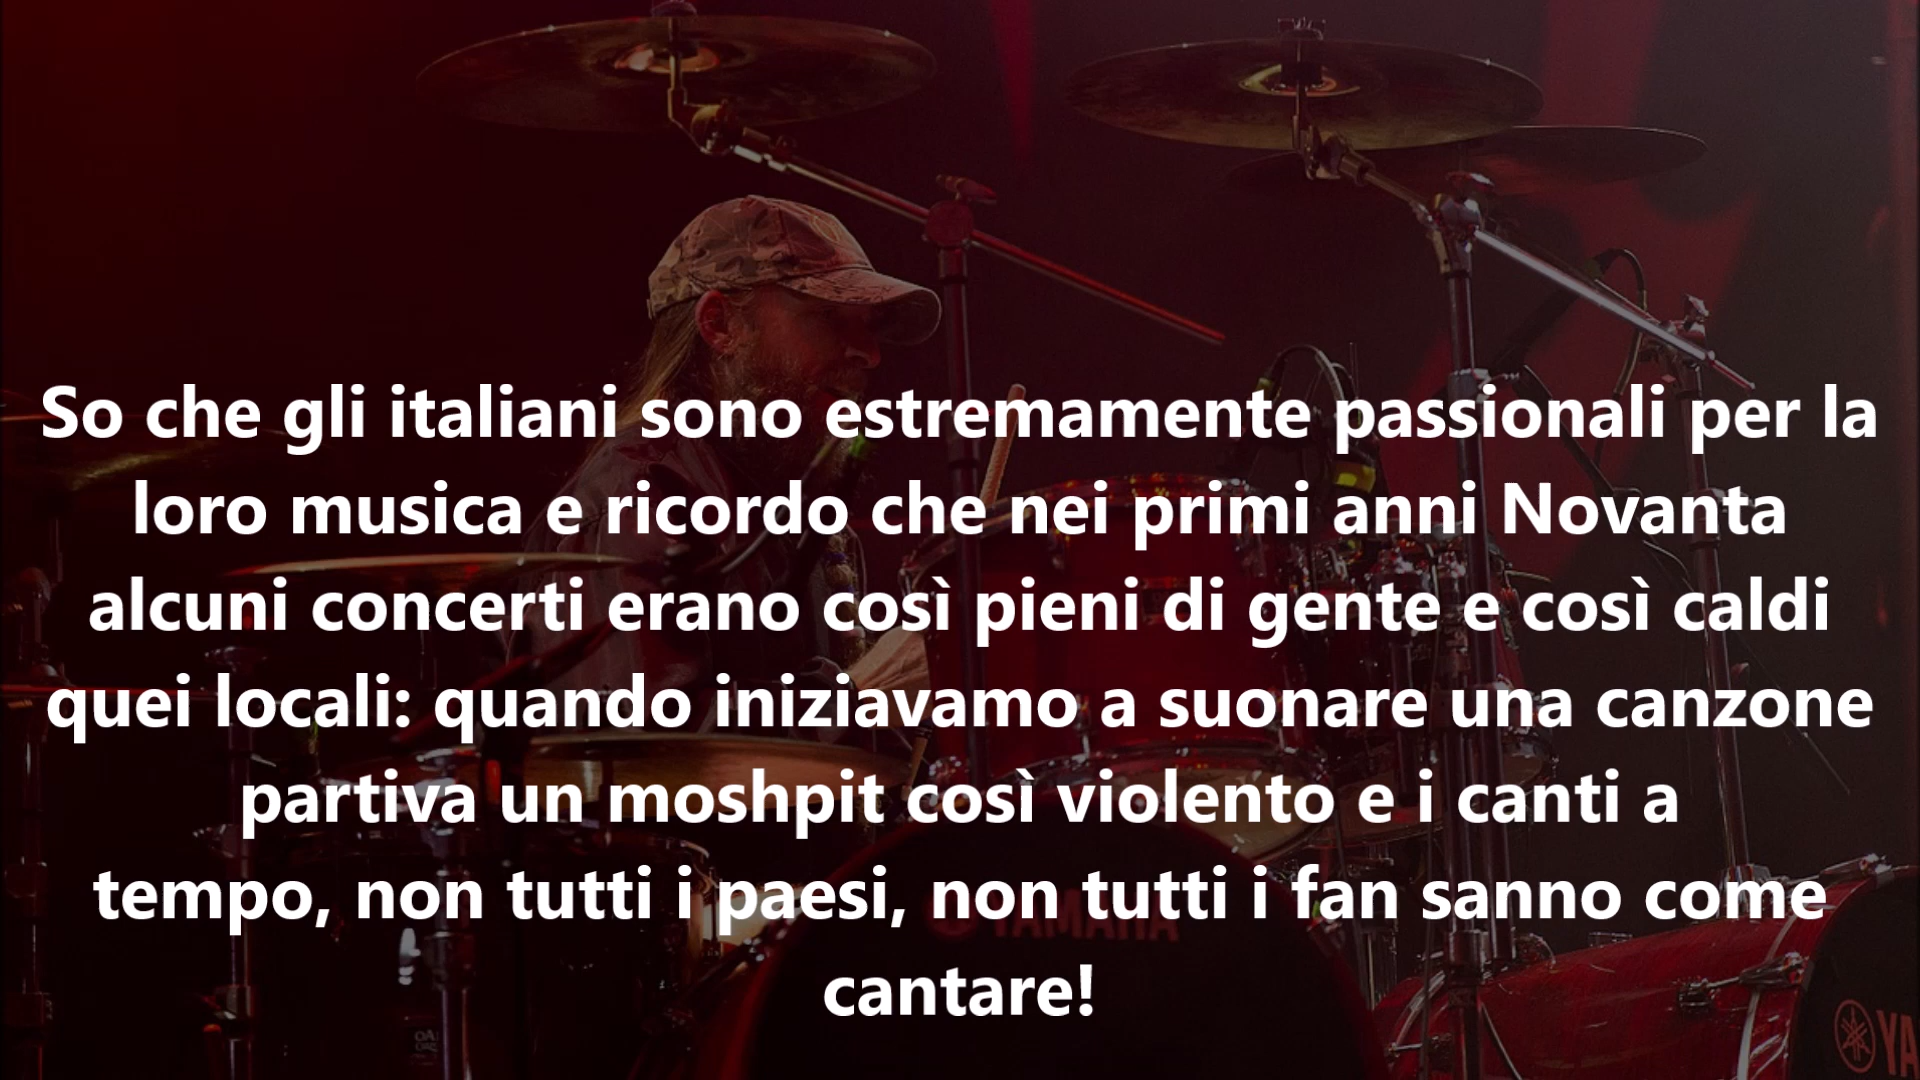 So che gli italiani sono estremamente passionali per la
loro musica e ricordo che nei primi anni Novanta
alcuni concerti erano così pieni di gente e così caldi
quei locali: quando iniziavamo a suonare una canzone
partiva un moshpit così violento e i canti a
tempo, non tutti i paesi, non tutti i fan sanno come
cantare!
YAMAHA
YA